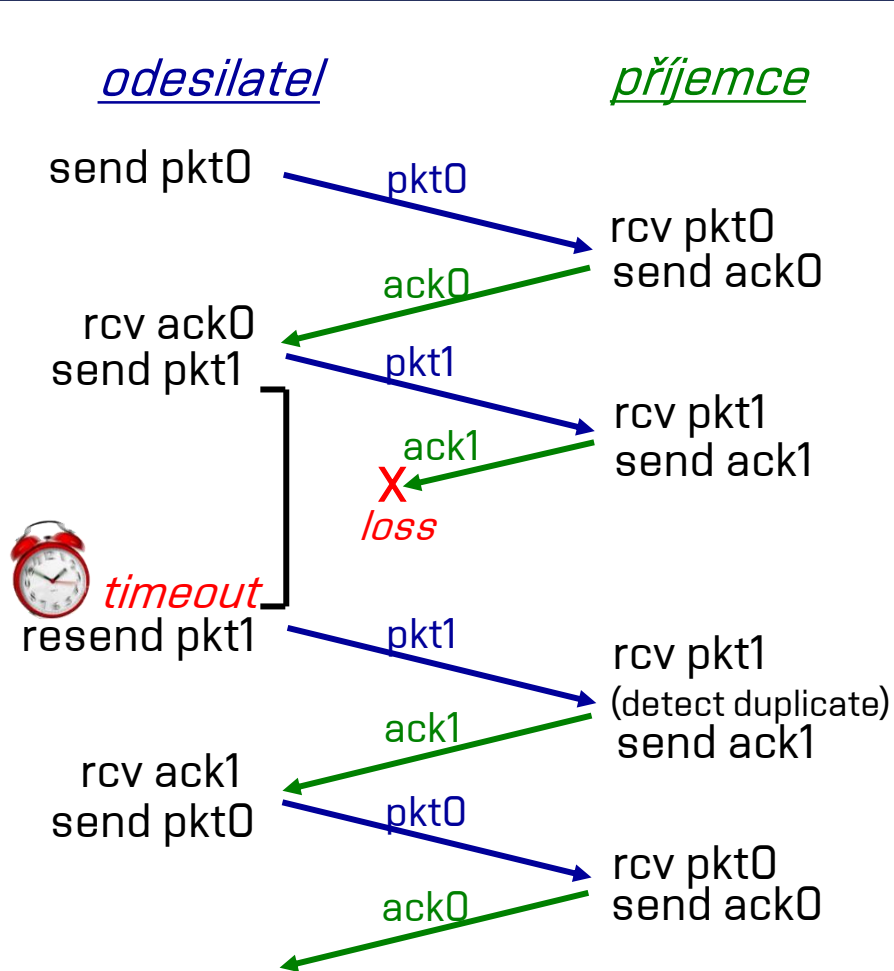 odesilatel
příjemce
send pkt0
pkt0
rcv pkt0
send ack0
ack0
rcv ack0
send pkt1
pkt1
rcv pkt1
send ack1
ack1
X
loss
timeout
resend pkt1
pkt1
rcv pkt1
(detect duplicate)
send ack1
ack1
rcv ack1
send pkt0
pkt0
rcv pkt0
send ack0
ack0